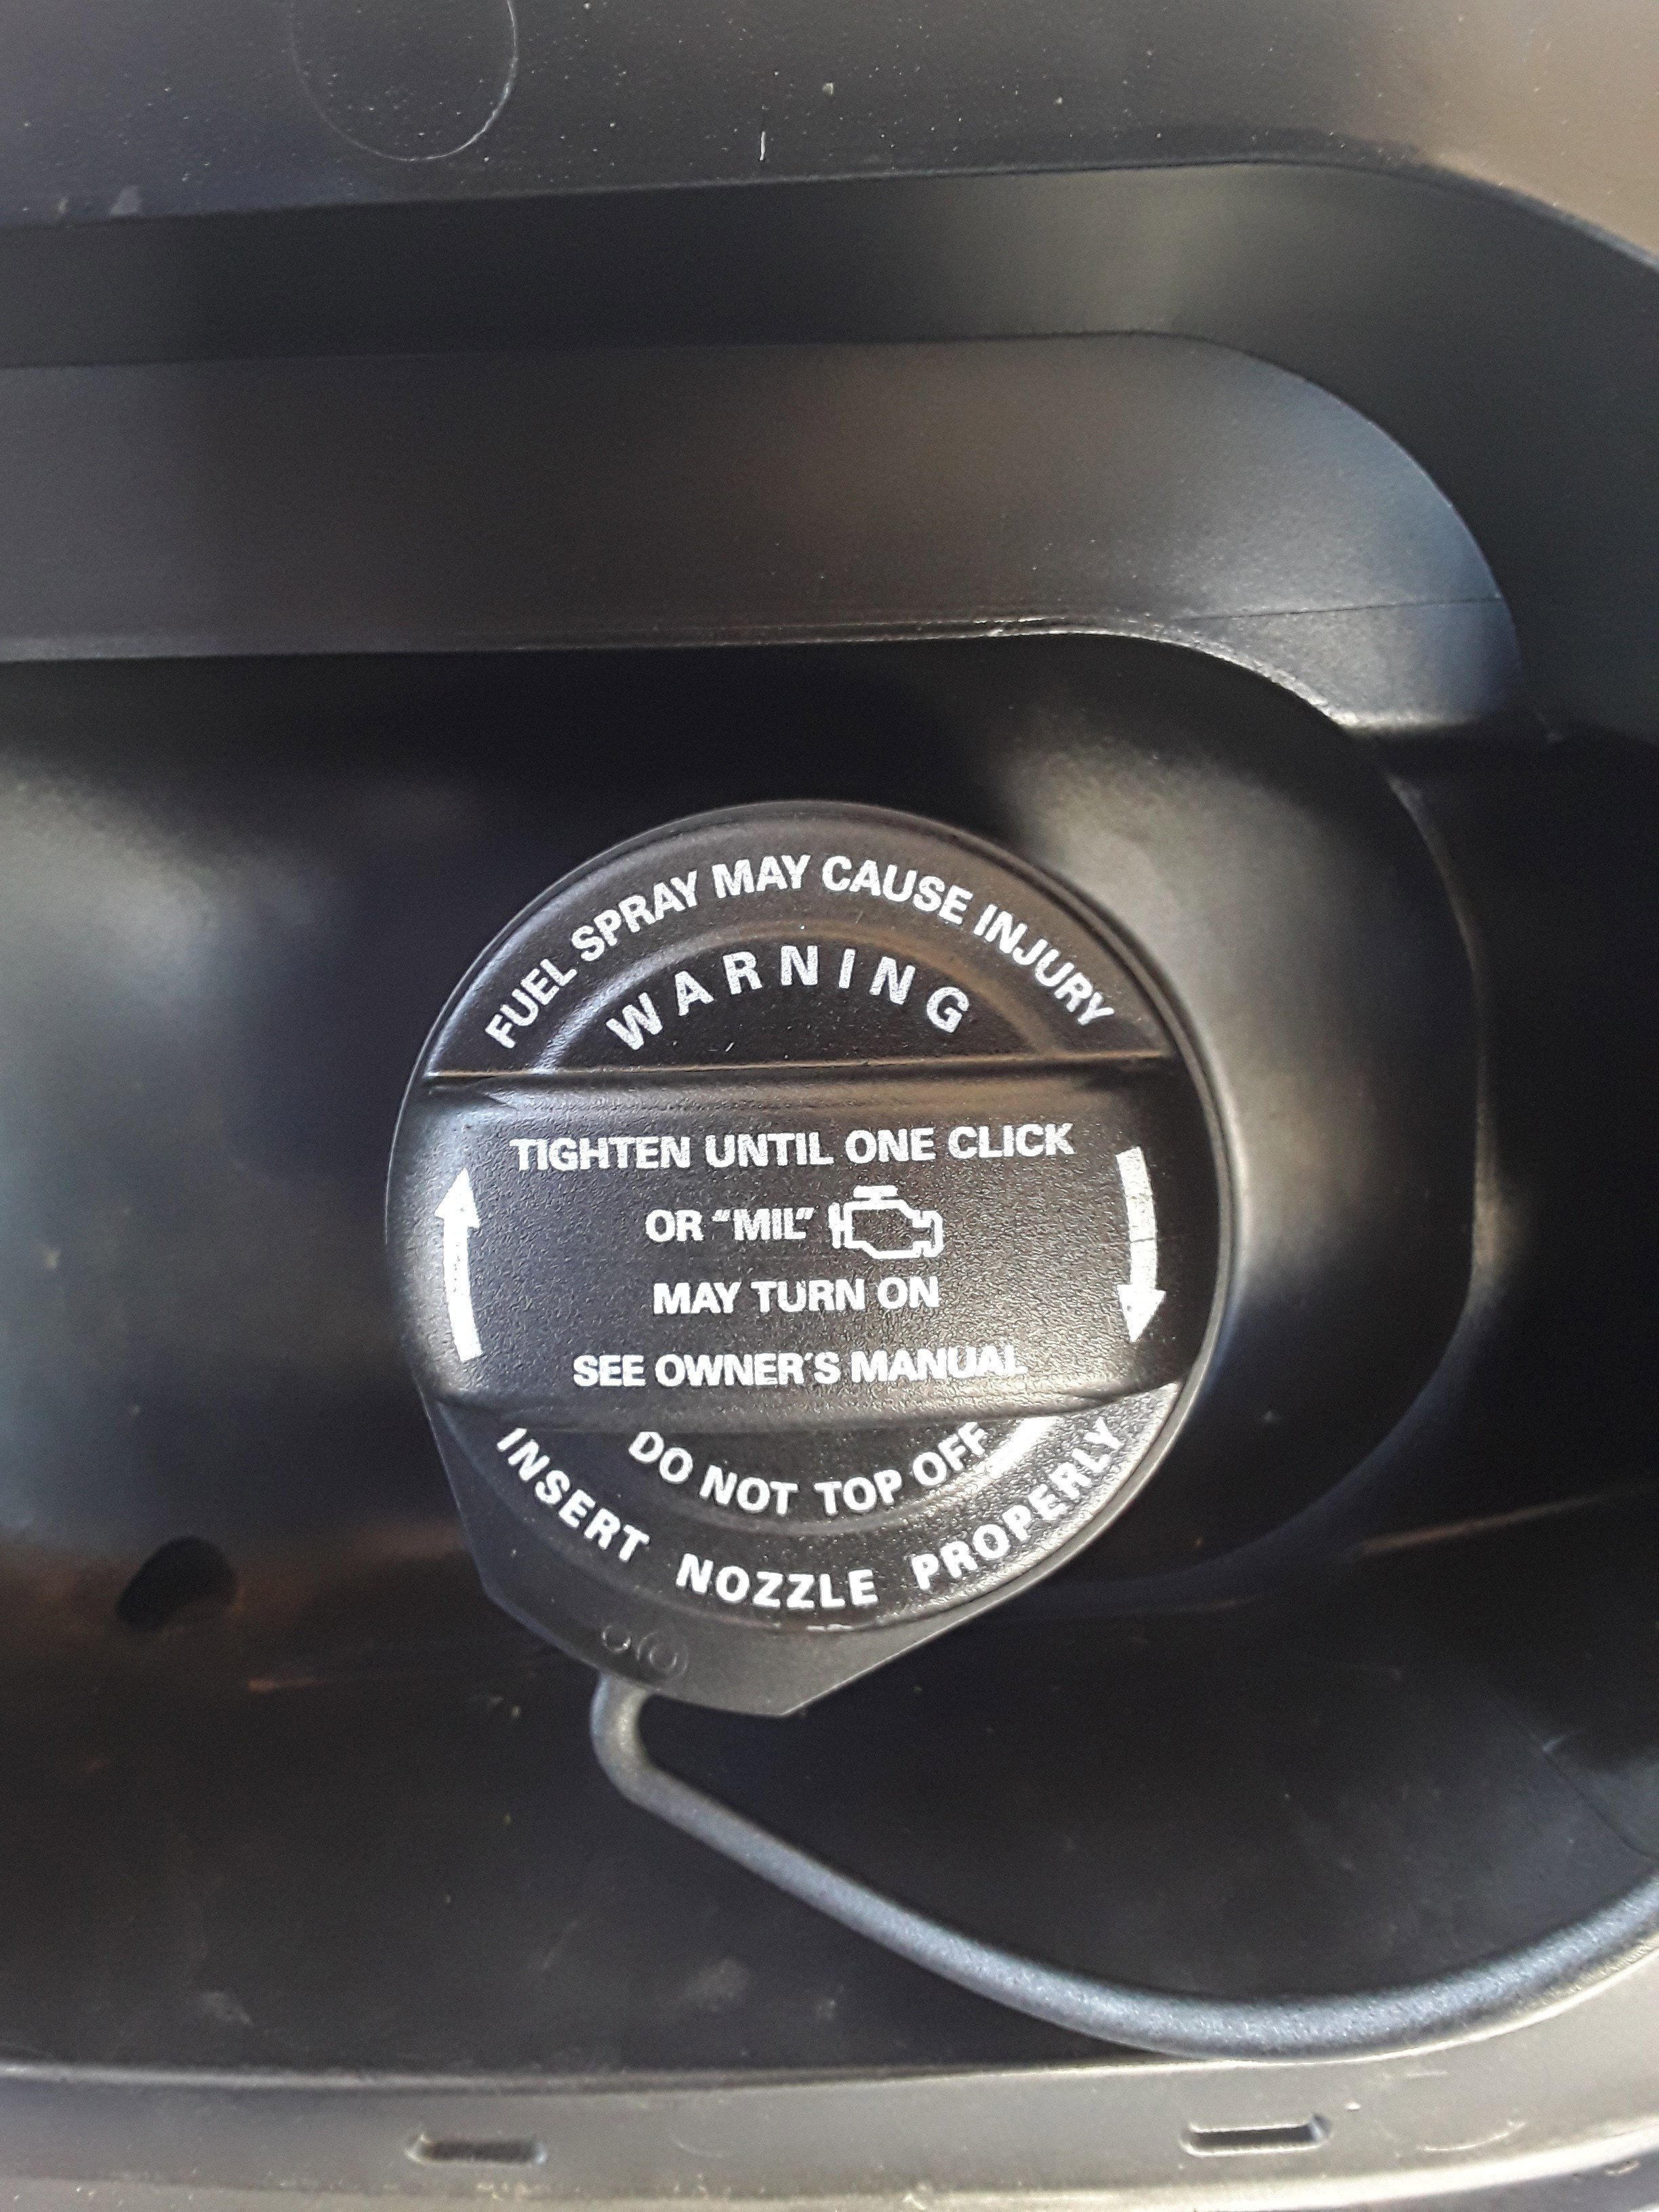 FUEL SPRAY MAY CAUSE INJURY
WARNING
TIGHTEN UNTIL ONE CLICK
OR “MIL”
MAY TURN ON
SEE OWNER'S MANUAL
DO NOT TOP OFF
INSERT NOZZLE PROPERLY